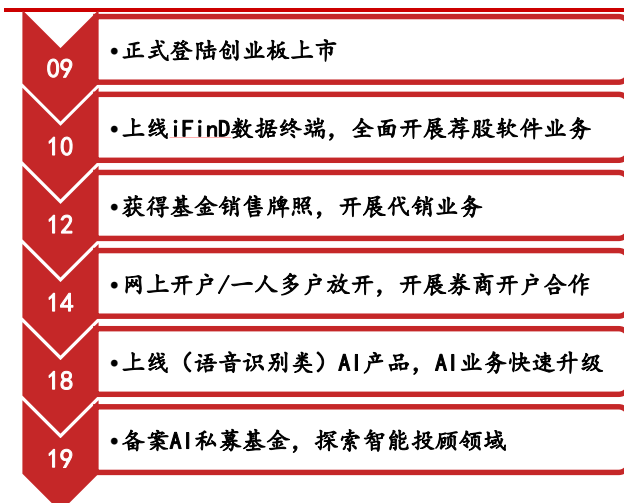 09
•正式登陆创业板上市
10
•上线iFinD数据终端，全面开展荐股软件业务
12
•获得基金销售牌照，开展代销业务
14
•网上开户/一人多户放开，开展券商开户合作
18
•上线（语音识别类）AI产品，AI业务快速升级
19
•备案AI私募基金，探索智能投顾领域